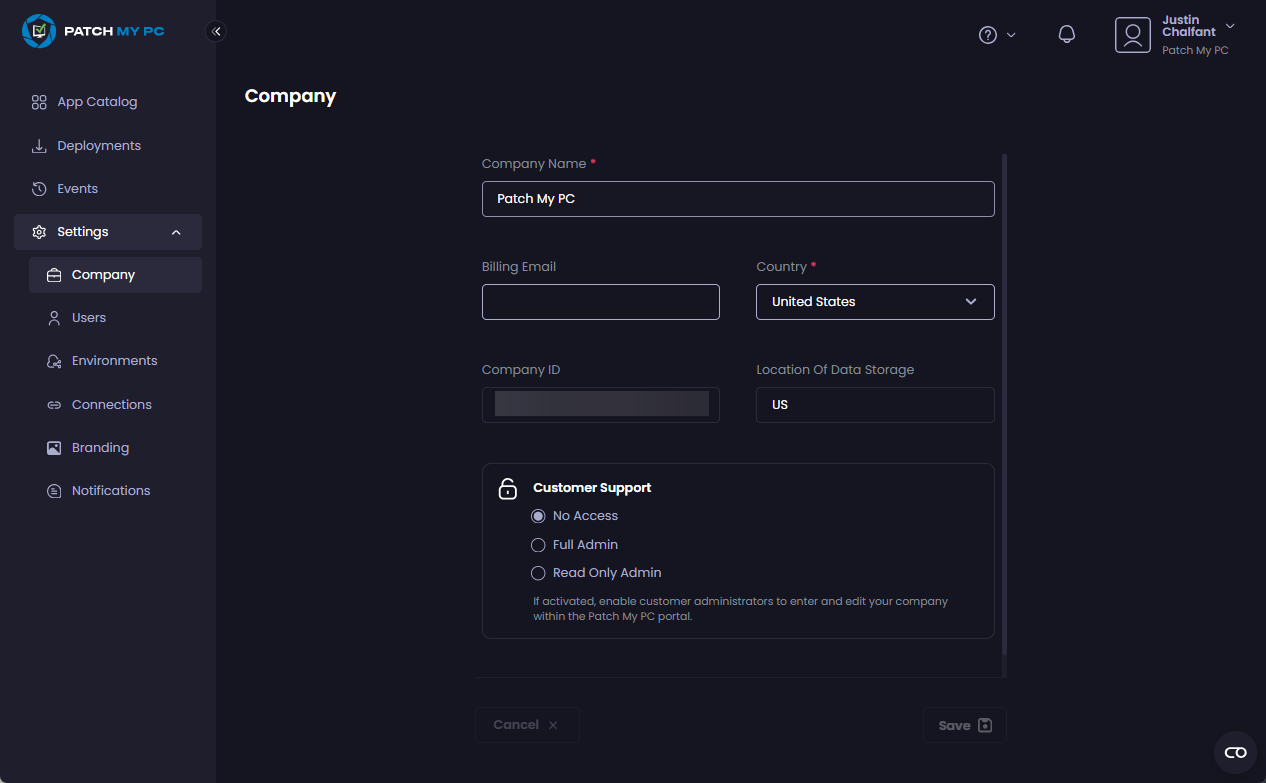 PATCH MY PC
Justin
Chalfant
Patch My PC
App Catalog
Deployments
Events
Settings
Company
Users
Environments
Connections
Branding
Notifications
Company
Company Name *
Patch My PC
Billing Email
Country *
United States
Company ID
Location Of Data Storage
US
Customer Support
No Access
Full Admin
Read Only Admin
If activated, enable customer administrators to enter and edit your company
within the Patch My PC portal.
Cancel
Save